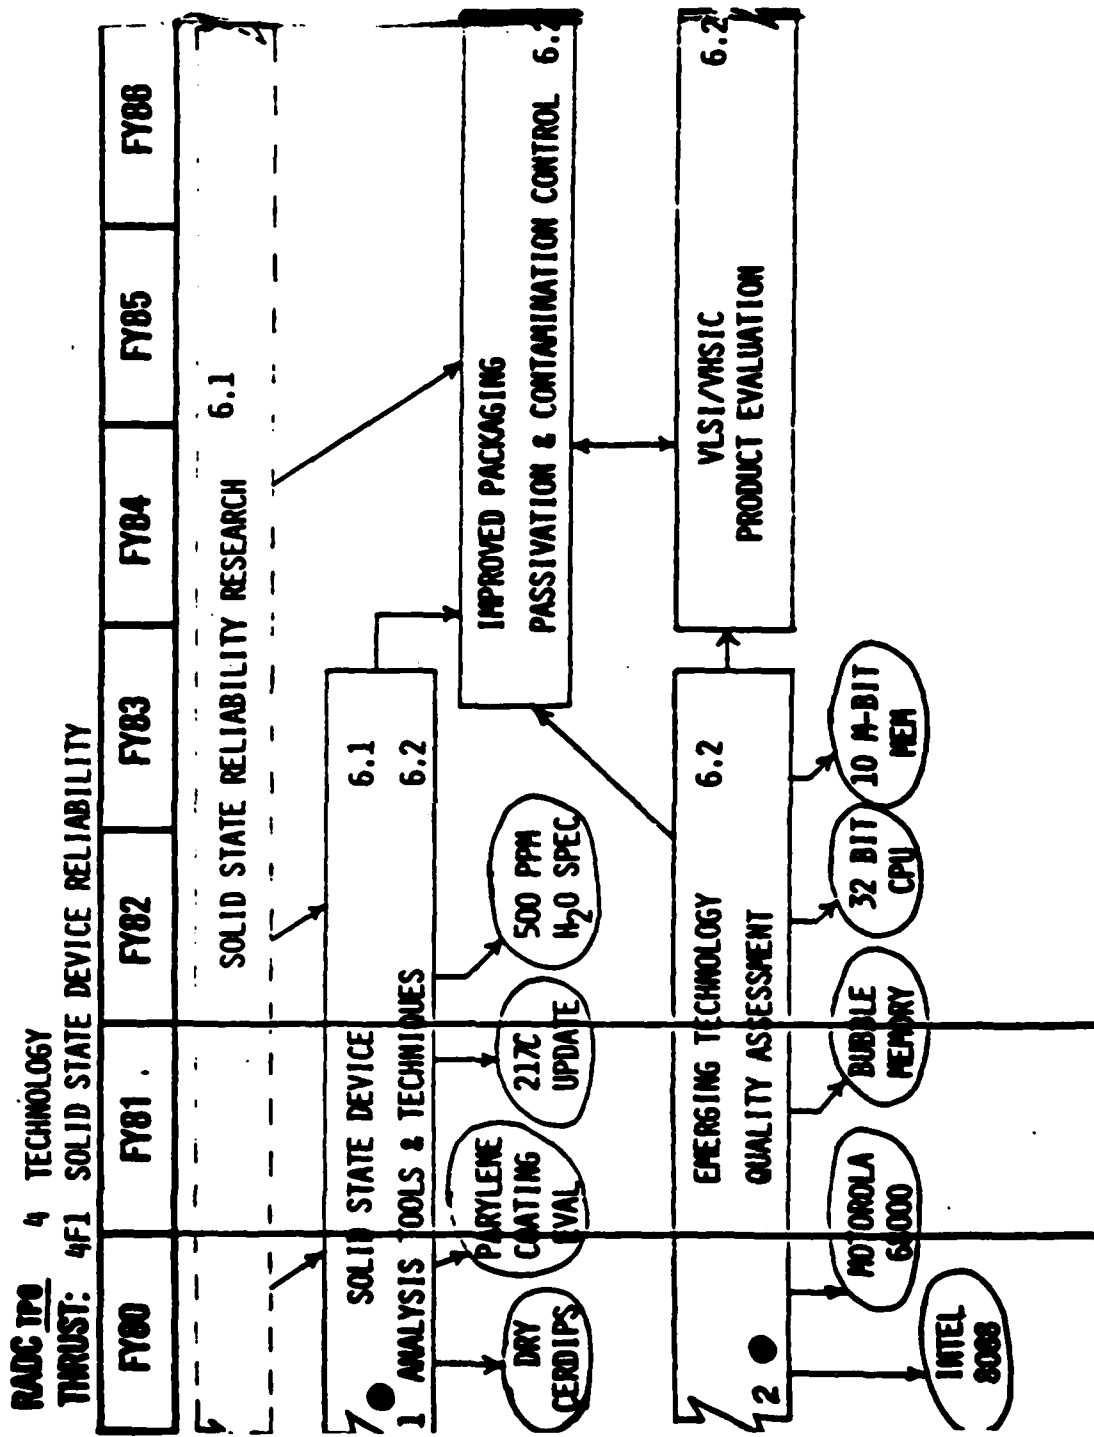 RADC TPO 4 TECHNOLOGY
THRUST: 4F1 SOLID STATE DEVICE RELIABILITY
FY80 FY81 FY82 FY83 FY84 FY85 FY86
SOLID STATE RELIABILITY RESEARCH 6.1
SOLID STATE DEVICE 6.1
1 ANALYSIS TOOLS & TECHNIQUES 6.2
DRY
CERDIPS
PARYLENE
COATING
EVAL
217C
UPDATE
500 PPM
H₂O SPEC
IMPROVED PACKAGING
PASSIVATION & CONTAMINATION CONTROL 6.2
EMERGING TECHNOLOGY 6.2
QUALITY ASSESSMENT
2
VLSI/VHSIC
PRODUCT EVALUATION
6.2
INTEL
8088
MOTOROLA
68000
BUBBLE
MEMORY
32 BIT
CPU
10 M-BIT
MEM